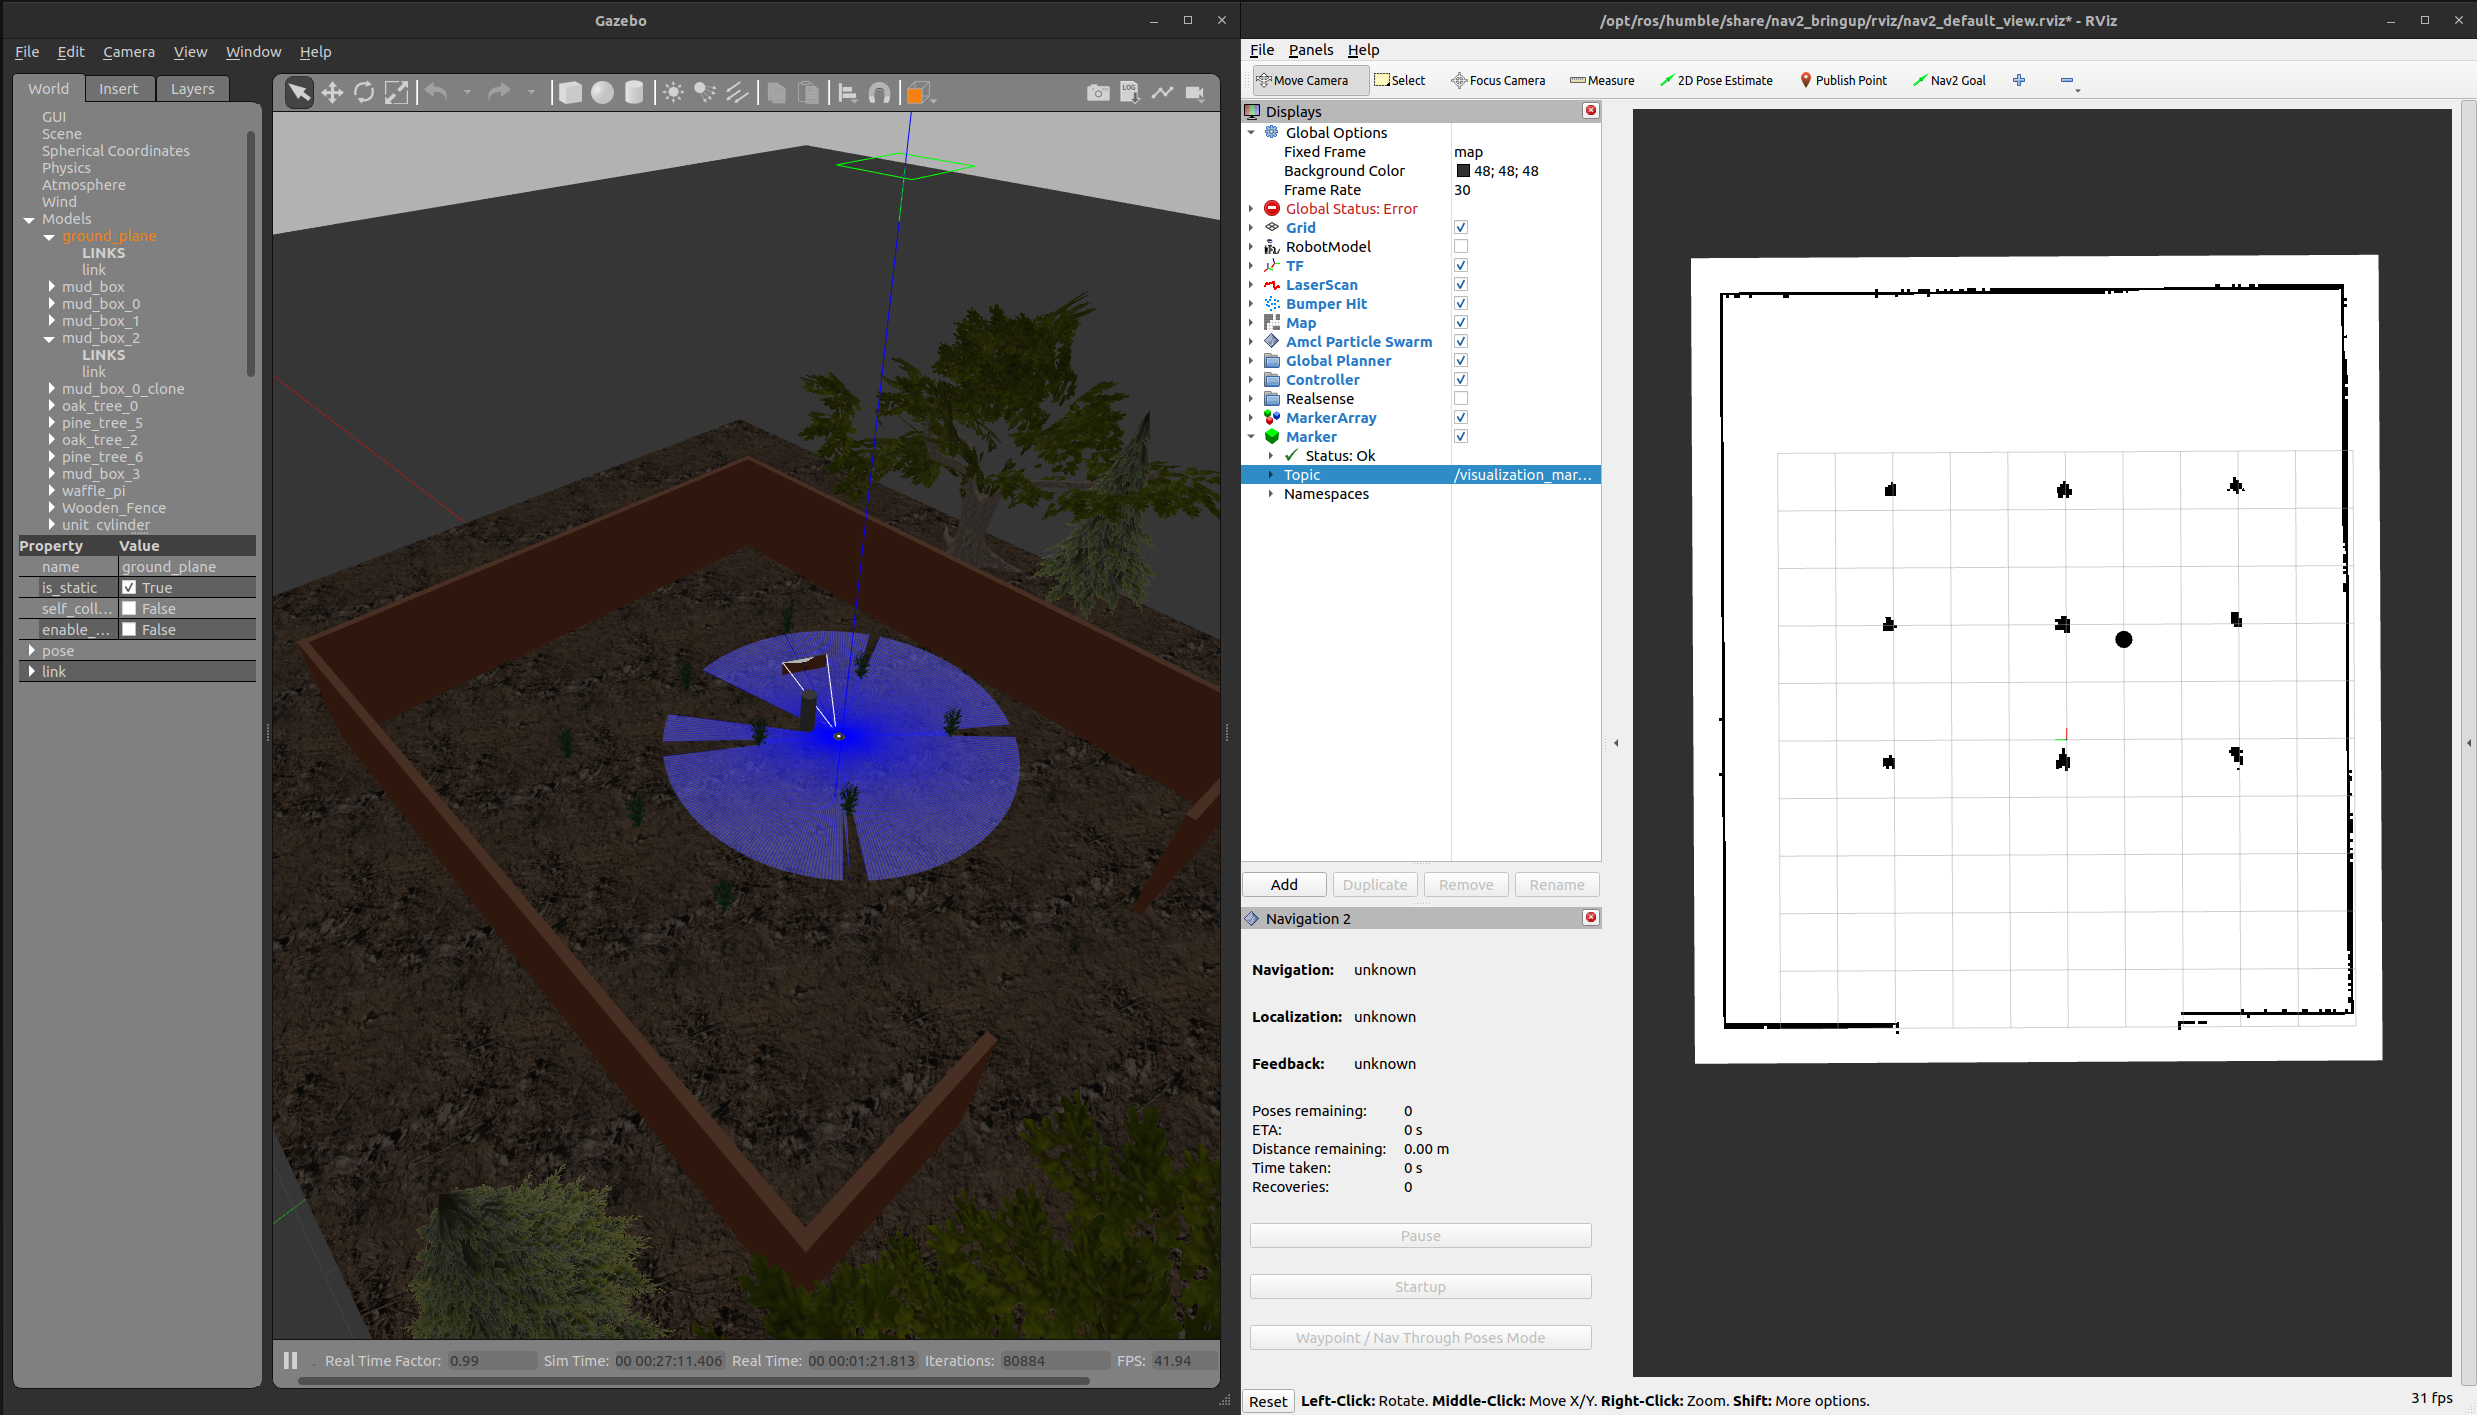 Gazebo
File Edit Camera View Window Help
World Insert Layers
GUI
Scene
Spherical Coordinates
Physics
Atmosphere
Wind
Models
ground_plane
LINKS
link
mud_box
mud_box_0
mud_box_1
mud_box_2
LINKS
link
mud_box_0_clone
oak_tree_0
pine_tree_5
oak_tree_2
pine_tree_6
mud_box_3
waffle_pi
Wooden_Fence
unit_cylinder
Property Value
name ground_plane
is_static True
self_coll... False
enable_... False
pose
link
LOG
Real Time Factor: 0.99 Sim Time: 00 00:27:11.406 Real Time: 00 00:01:21.813 Iterations: 80884 FPS: 41.94
/opt/ros/humble/share/nav2_bringup/rviz/nav2_default_view.rviz* - RViz
File Panels Help
Move Camera Select Focus Camera Measure 2D Pose Estimate Publish Point Nav2 Goal
Displays
Global Options
Fixed Frame map
Background Color 48; 48; 48
Frame Rate 30
Global Status: Error
Grid
RobotModel
TF
LaserScan
Bumper Hit
Map
Amcl Particle Swarm
Global Planner
Controller
Realsense
MarkerArray
Marker
Status: Ok
Topic /visualization_mar...
Namespaces
Add Duplicate Remove Rename
Navigation 2
Navigation: unknown
Localization: unknown
Feedback: unknown
Poses remaining: 0
ETA: 0 s
Distance remaining: 0.00 m
Time taken: 0 s
Recoveries: 0
Pause
Startup
Waypoint / Nav Through Poses Mode
Reset Left-Click: Rotate. Middle-Click: Move X/Y. Right-Click: Zoom. Shift: More options. 31 fps